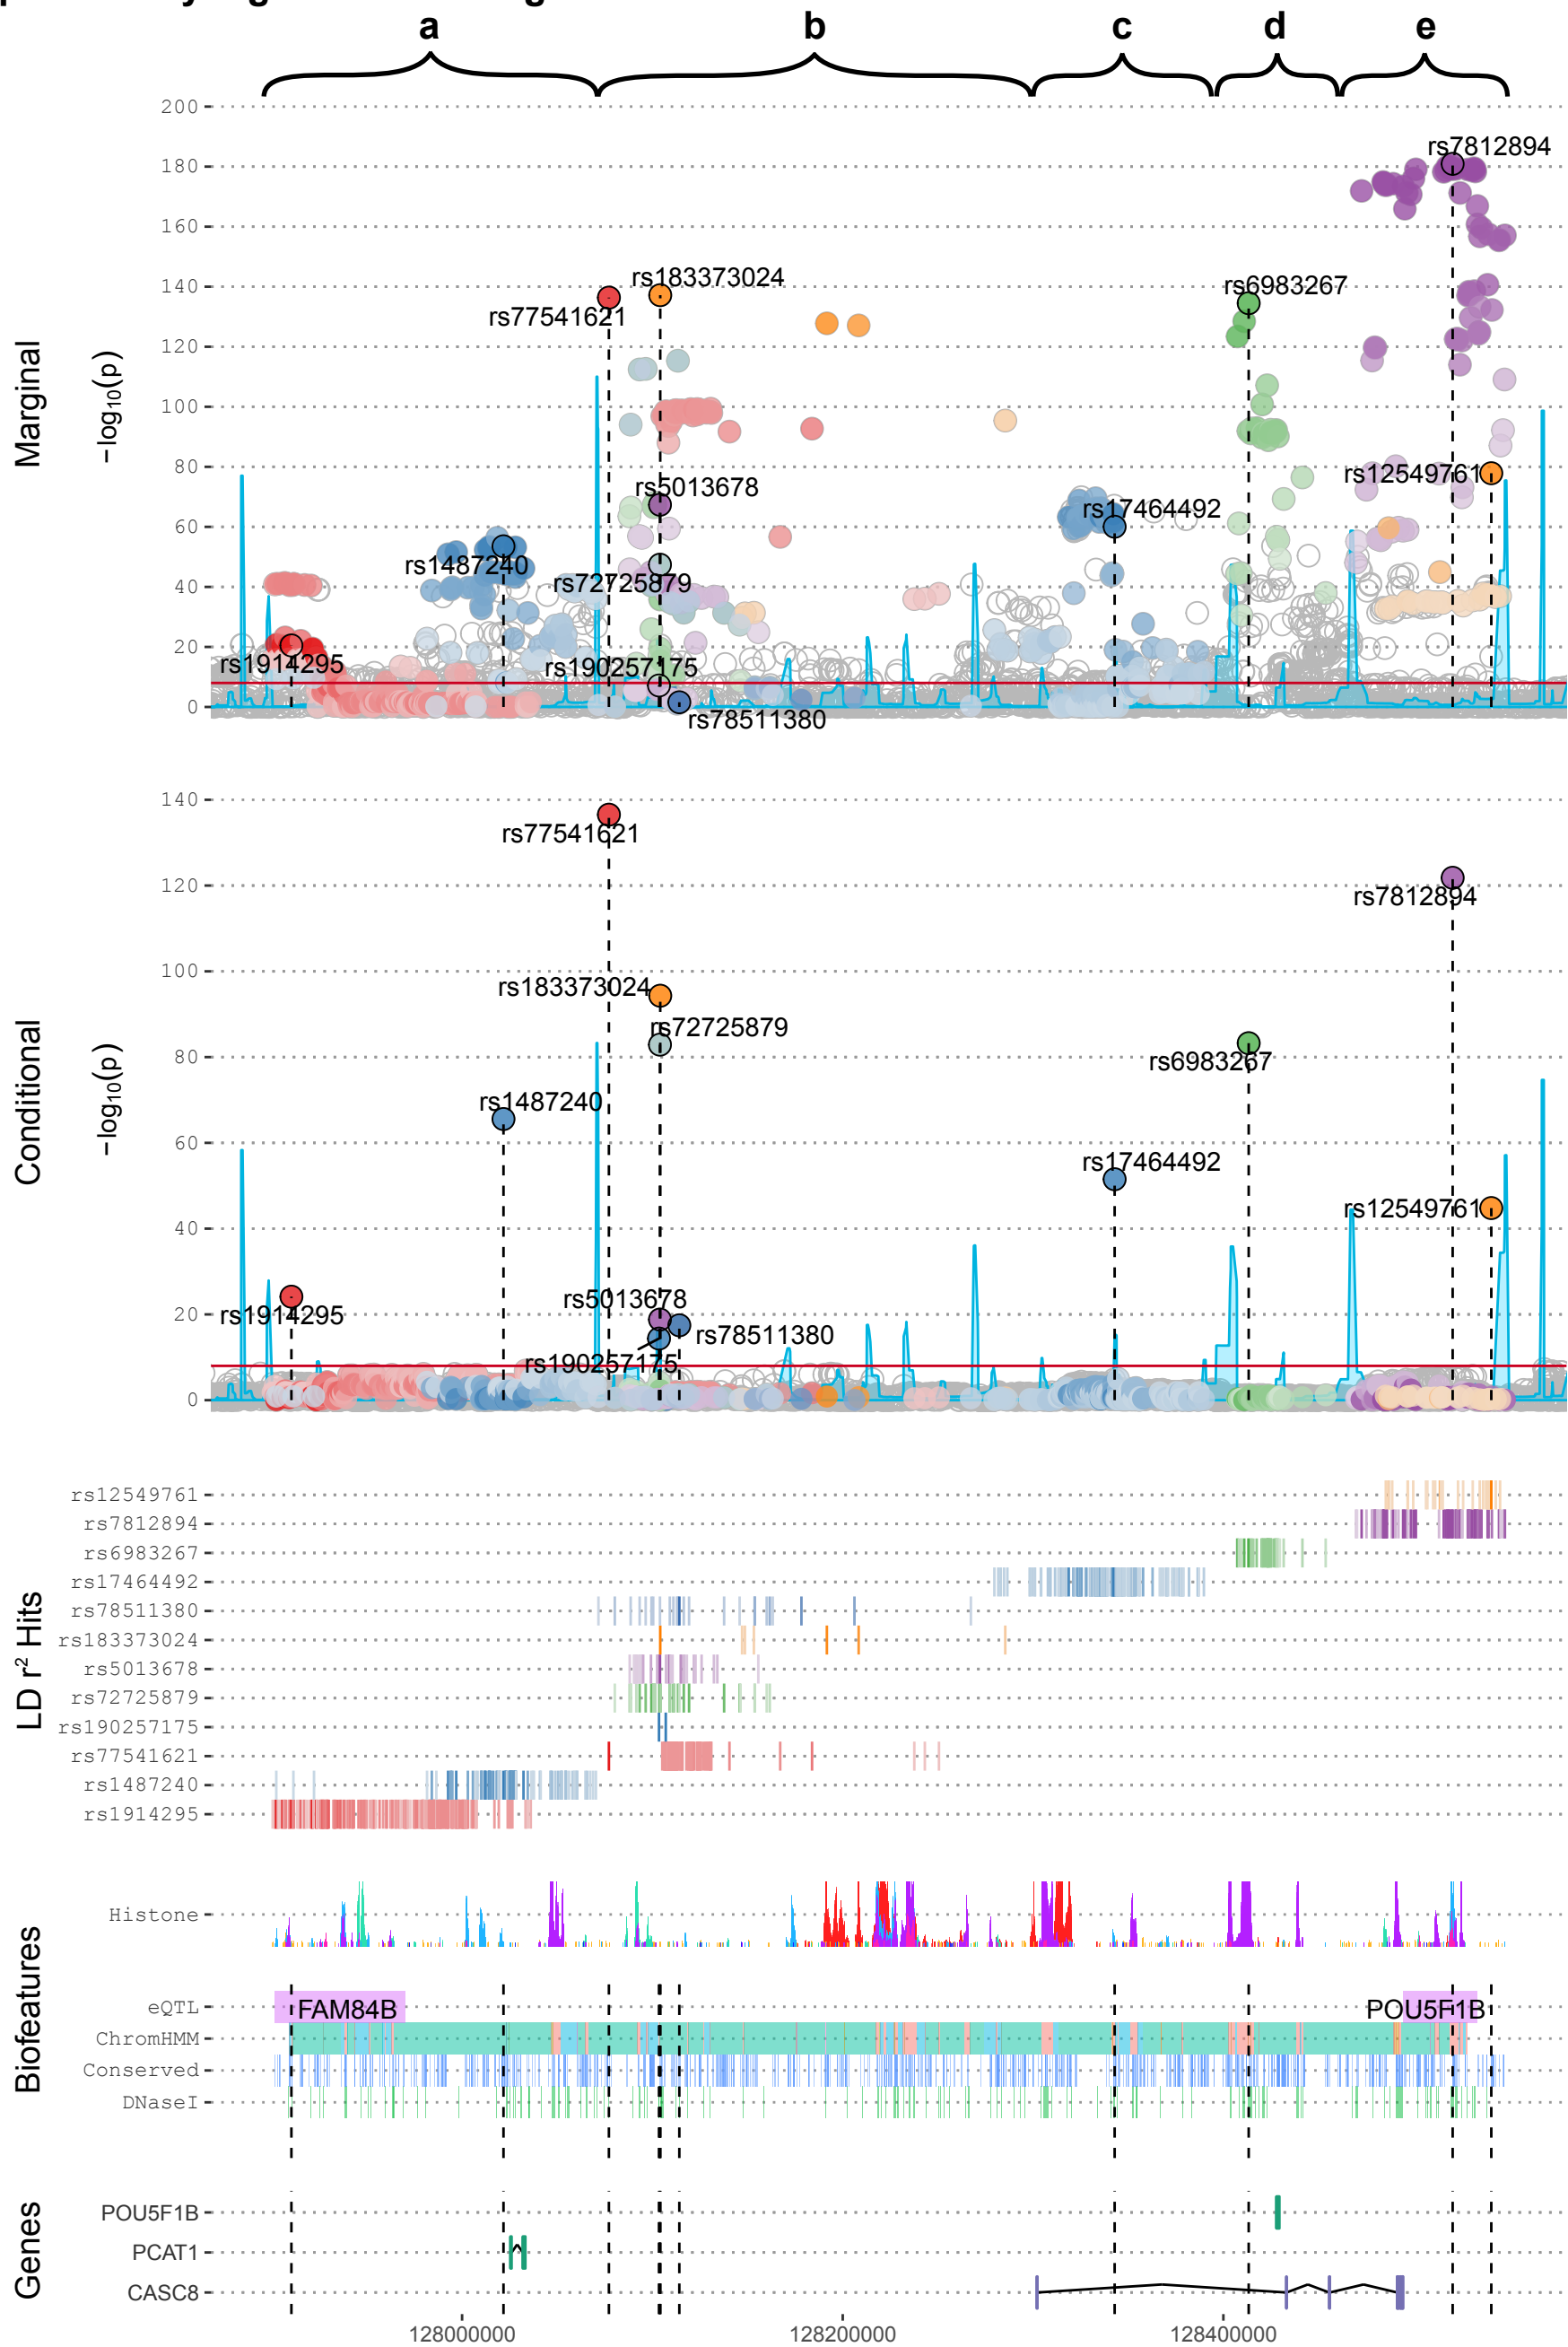 a b c d e
Marginal
−log10(p)
200
180
160
140
120
100
80
60
40
20
0
rs7812894
rs183373024
rs77541621
rs6983267
rs12549761
rs5013678
rs17464492
rs1487240
rs72725879
rs1914295
rs190257175
rs78511380
Conditional
−log10(p)
140
120
100
80
60
40
20
0
rs77541621
rs7812894
rs183373024
rs72725879
rs6983267
rs1487240
rs17464492
rs12549761
rs5013678
rs1914295
rs78511380
rs190257175
LD r2 Hits
rs12549761
rs7812894
rs6983267
rs17464492
rs78511380
rs183373024
rs5013678
rs72725879
rs190257175
rs77541621
rs1487240
rs1914295
Biofeatures
Histone
eQTL
FAM84B
POU5F1B
ChromHMM
Conserved
DNaseI
Genes
POU5F1B
PCAT1
CASC8
128000000 128200000 128400000